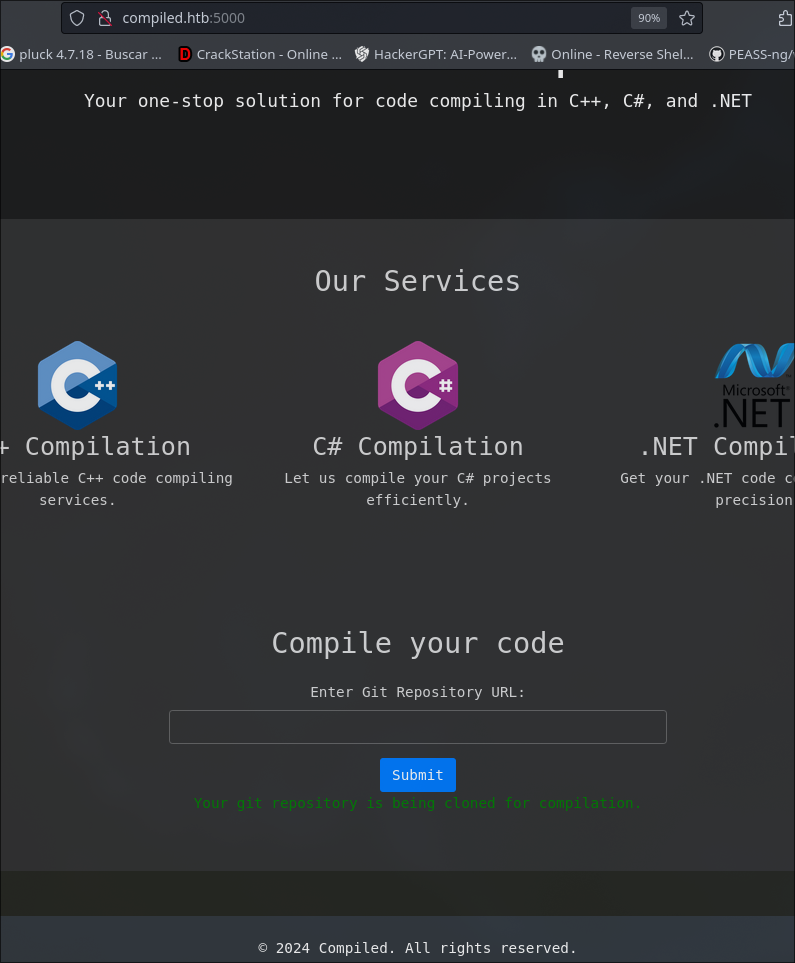 compiled.htb:5000
90%
pluck 4.7.18 - Buscar ...
CrackStation - Online ...
HackerGPT: AI-Power...
Online - Reverse Shel...
PEASS-ng/
Your one-stop solution for code compiling in C++, C#, and .NET
Our Services
C++
C#
Microsoft®
.NET
+ Compilation
C# Compilation
.NET Compil
reliable C++ code compiling
services.
Let us compile your C# projects
efficiently.
Get your .NET code c
precision
Compile your code
Enter Git Repository URL:
Submit
Your git repository is being cloned for compilation.
© 2024 Compiled. All rights reserved.